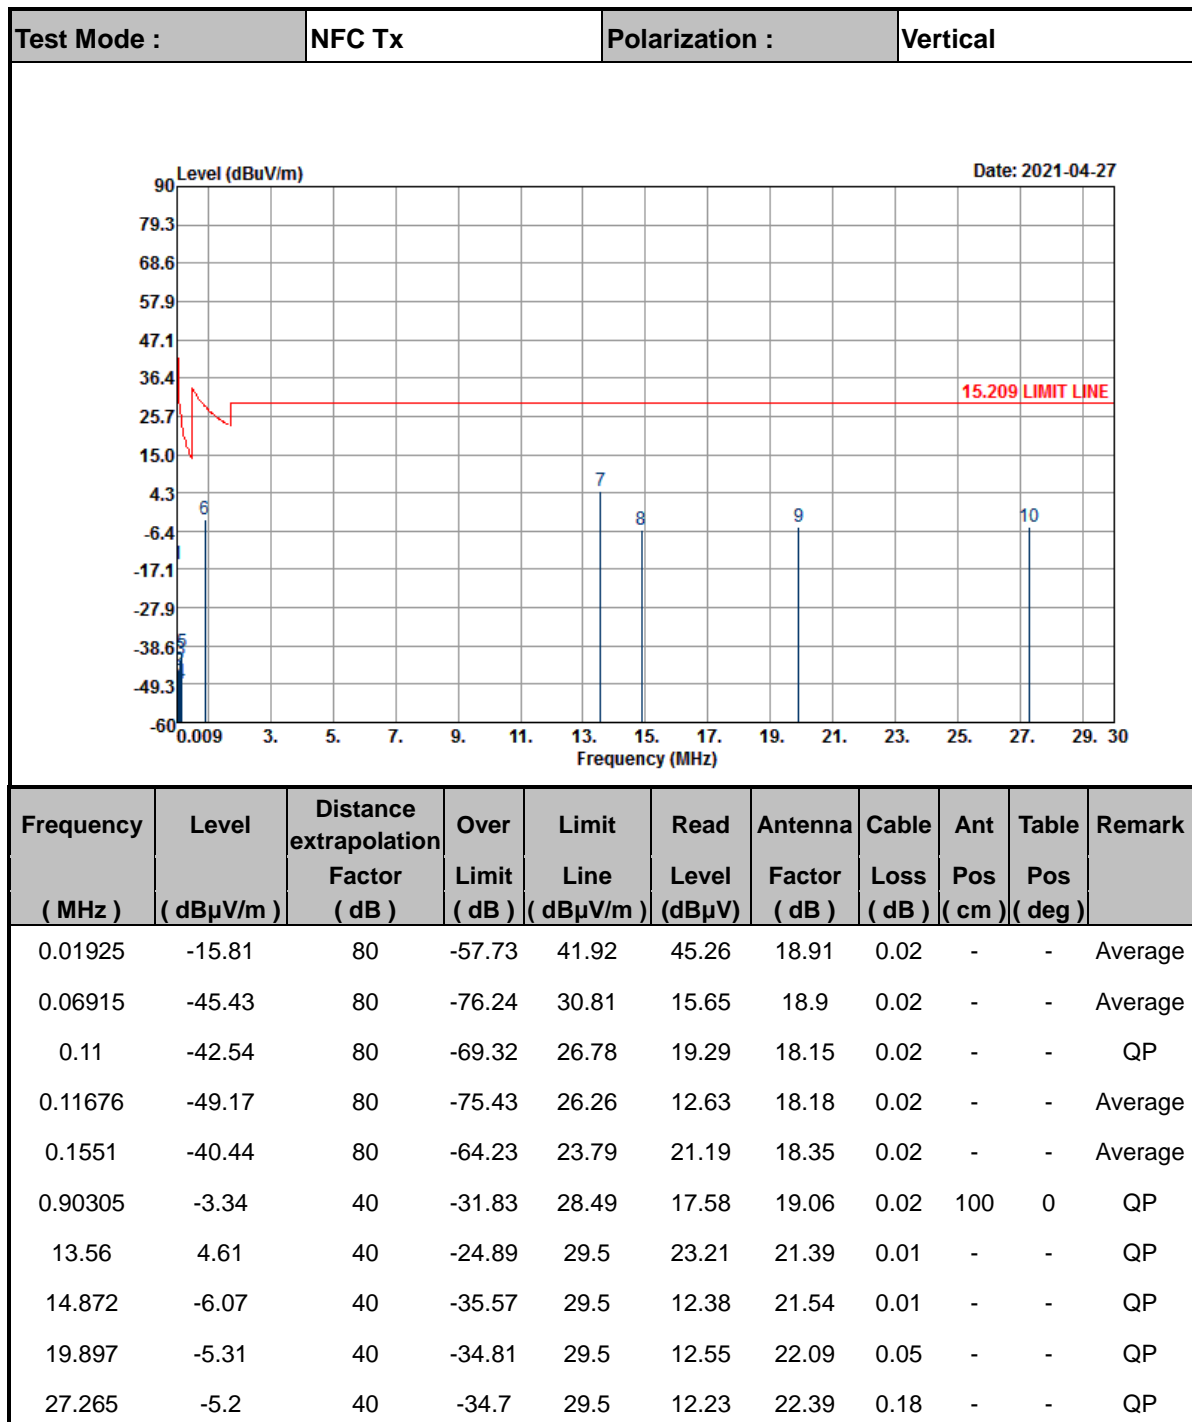 Test Mode : NFC Tx Polarization : Vertical
Level (dBuV/m) Date: 2021-04-27
90
79.3
68.6
57.9
47.1
36.4
15.209 LIMIT LINE
25.7
15.0
4.3
-6.4
-17.1
-27.9
-38.6
-49.3
-60
1
3
5
6
7
8
9
10
0.009 3. 5. 7. 9. 11. 13. 15. 17. 19. 21. 23. 25. 27. 29. 30
Frequency (MHz)
Frequency Level Distance extrapolation Over Limit Read Antenna Cable Ant Table Remark
Factor Limit Line Level Factor Loss Pos Pos
( MHz ) ( dBµV/m ) ( dB ) ( dB ) ( dBµV/m ) (dBµV) ( dB ) ( dB ) ( cm ) ( deg )
0.01925 -15.81 80 -57.73 41.92 45.26 18.91 0.02 - - Average
0.06915 -45.43 80 -76.24 30.81 15.65 18.9 0.02 - - Average
0.11 -42.54 80 -69.32 26.78 19.29 18.15 0.02 - - QP
0.11676 -49.17 80 -75.43 26.26 12.63 18.18 0.02 - - Average
0.1551 -40.44 80 -64.23 23.79 21.19 18.35 0.02 - - Average
0.90305 -3.34 40 -31.83 28.49 17.58 19.06 0.02 100 0 QP
13.56 4.61 40 -24.89 29.5 23.21 21.39 0.01 - - QP
14.872 -6.07 40 -35.57 29.5 12.38 21.54 0.01 - - QP
19.897 -5.31 40 -34.81 29.5 12.55 22.09 0.05 - - QP
27.265 -5.2 40 -34.7 29.5 12.23 22.39 0.18 - - QP